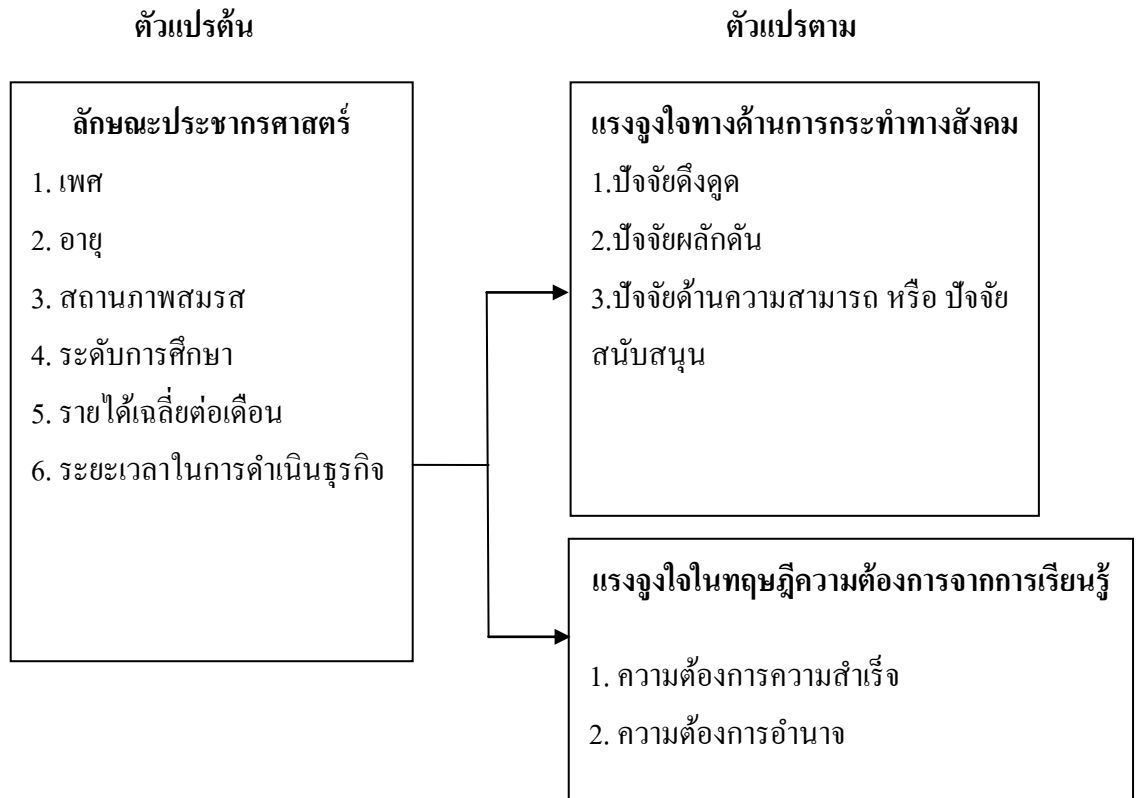 ตัวแปรต้น
ตัวแปรตาม
ลักษณะประชากรศาสตร์
1. เพศ
2. อายุ
3. สถานภาพสมรส
4. ระดับการศึกษา
5. รายได้เฉลี่ยต่อเดือน
6. ระยะเวลาในการดำเนินธุรกิจ
แรงจูงใจทางด้านการกระทำทางสังคม
1.ปัจจัยดึงดูด
2.ปัจจัยผลักดัน
3.ปัจจัยด้านความสามารถ หรือ ปัจจัย
สนับสนุน
แรงจูงใจในทฤษฎีความต้องการจากการเรียนรู้
1. ความต้องการความสำเร็จ
2. ความต้องการอำนาจ